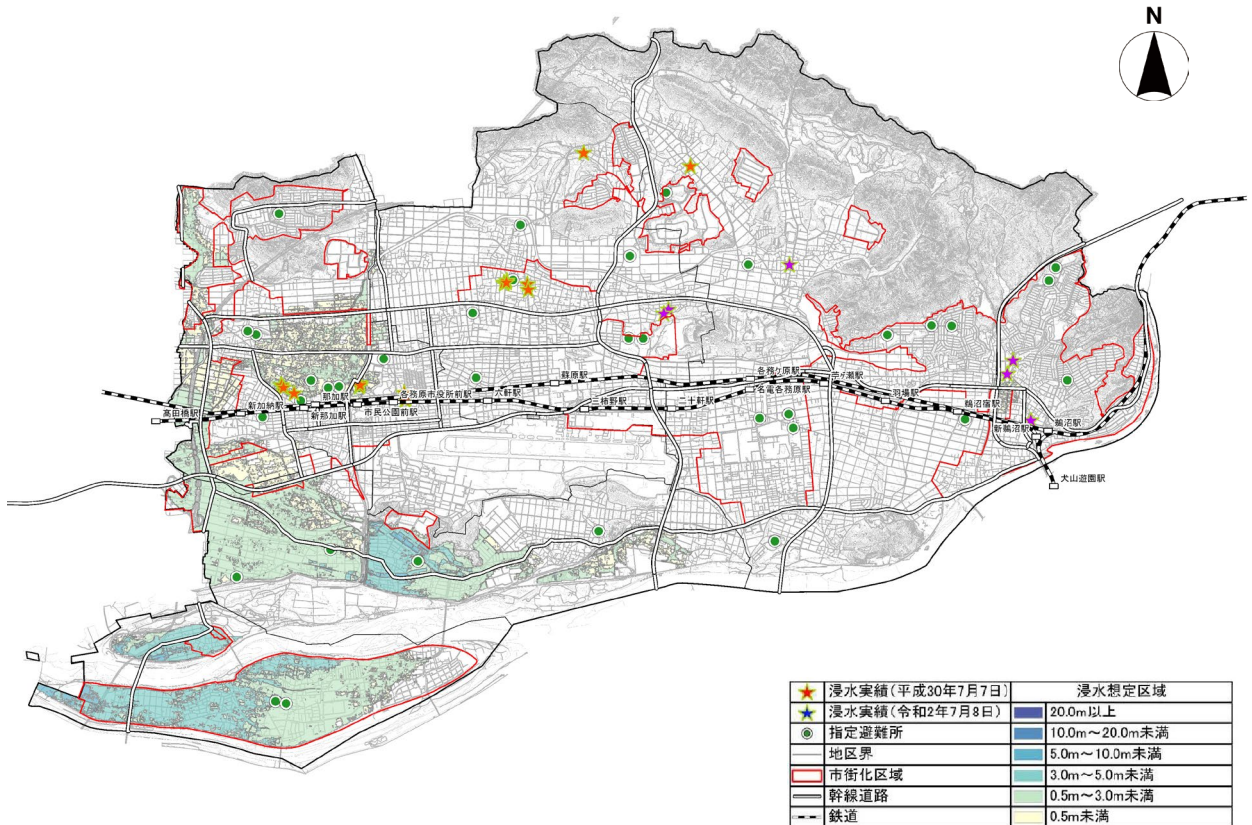 N
蘇原駅
各務ケ原駅
苧ヶ瀬駅
各務原市役所前駅
六軒駅
名電各務原駅
羽場駅
那加駅
新加納駅
三柿野駅
二十軒駅
鵜沼宿駅
高田橋駅
新那加駅
市民公園前駅
新鵜沼駅
鵜沼駅
犬山遊園駅
浸水実績(平成30年7月7日)
浸水想定区域
浸水実績(令和2年7月8日)
20.0m以上
指定避難所
10.0m～20.0m未満
地区界
5.0m～10.0m未満
市街化区域
3.0m～5.0m未満
幹線道路
0.5m～3.0m未満
鉄道
0.5m未満